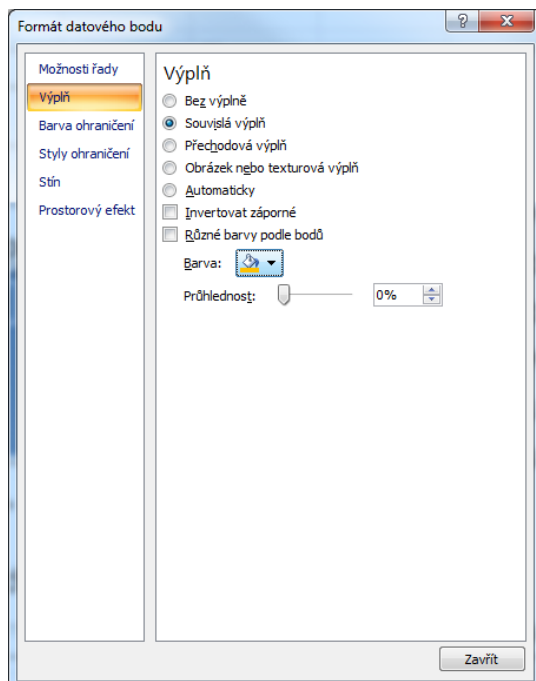 Formát datového bodu
Možnosti řady
Výplň
Barva ohraničení
Styly ohraničení
Stín
Prostorový efekt
Výplň
Bez výplně
Souvislá výplň
Přechodová výplň
Obrázek nebo texturová výplň
Automaticky
Invertovat záporné
Různé barvy podle bodů
Barva:
Průhlednost:
0%
Zavřít